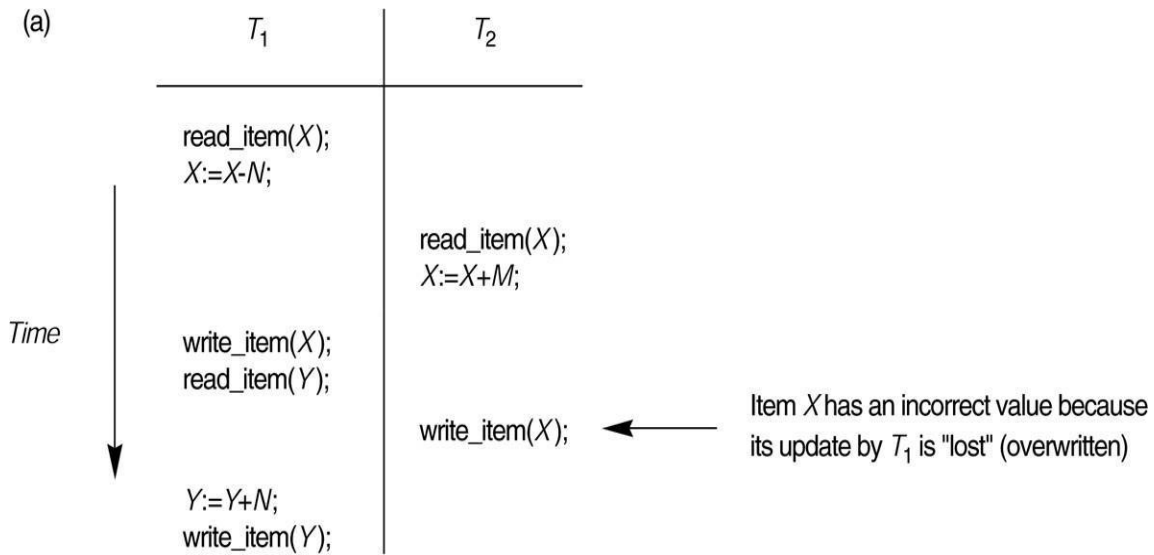 (a)
T1 T2
read_item(X);
X:=X-N;
read_item(X);
X:=X+M;
Time
write_item(X);
read_item(Y);
write_item(X);
Item X has an incorrect value because
its update by T1 is "lost" (overwritten)
Y:=Y+N;
write_item(Y);